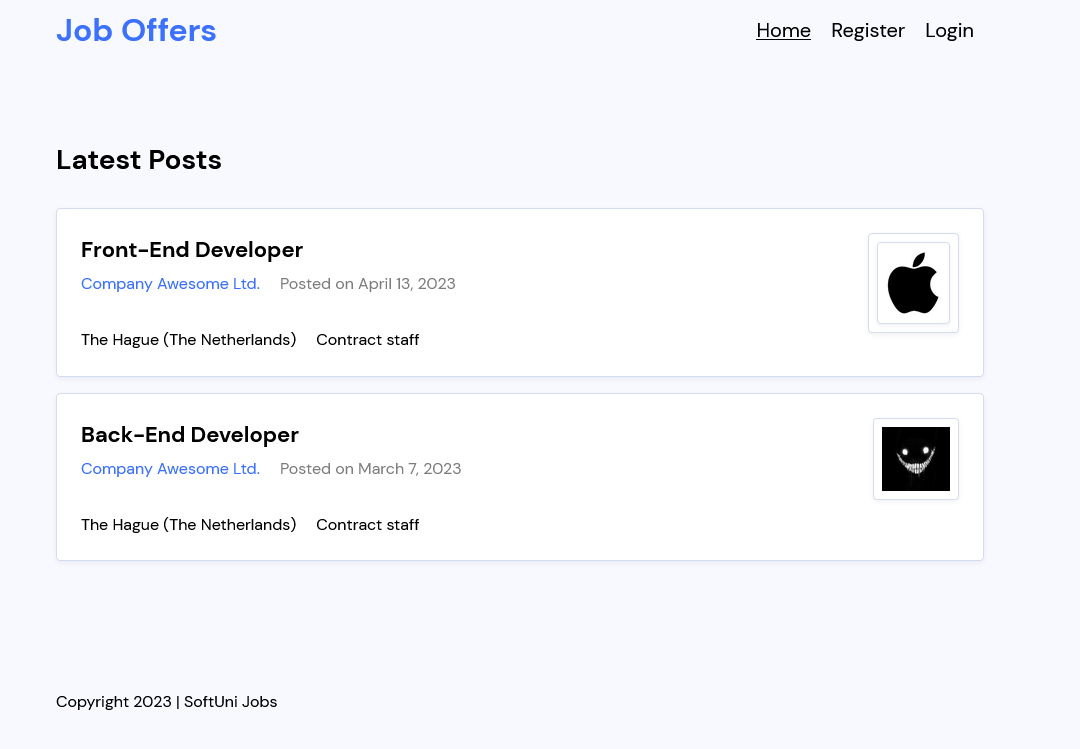 Job Offers
Home Register Login
Latest Posts
Front-End Developer
Company Awesome Ltd. Posted on April 13, 2023
The Hague (The Netherlands) Contract staff
Back-End Developer
Company Awesome Ltd. Posted on March 7, 2023
The Hague (The Netherlands) Contract staff
Copyright 2023 | SoftUni Jobs